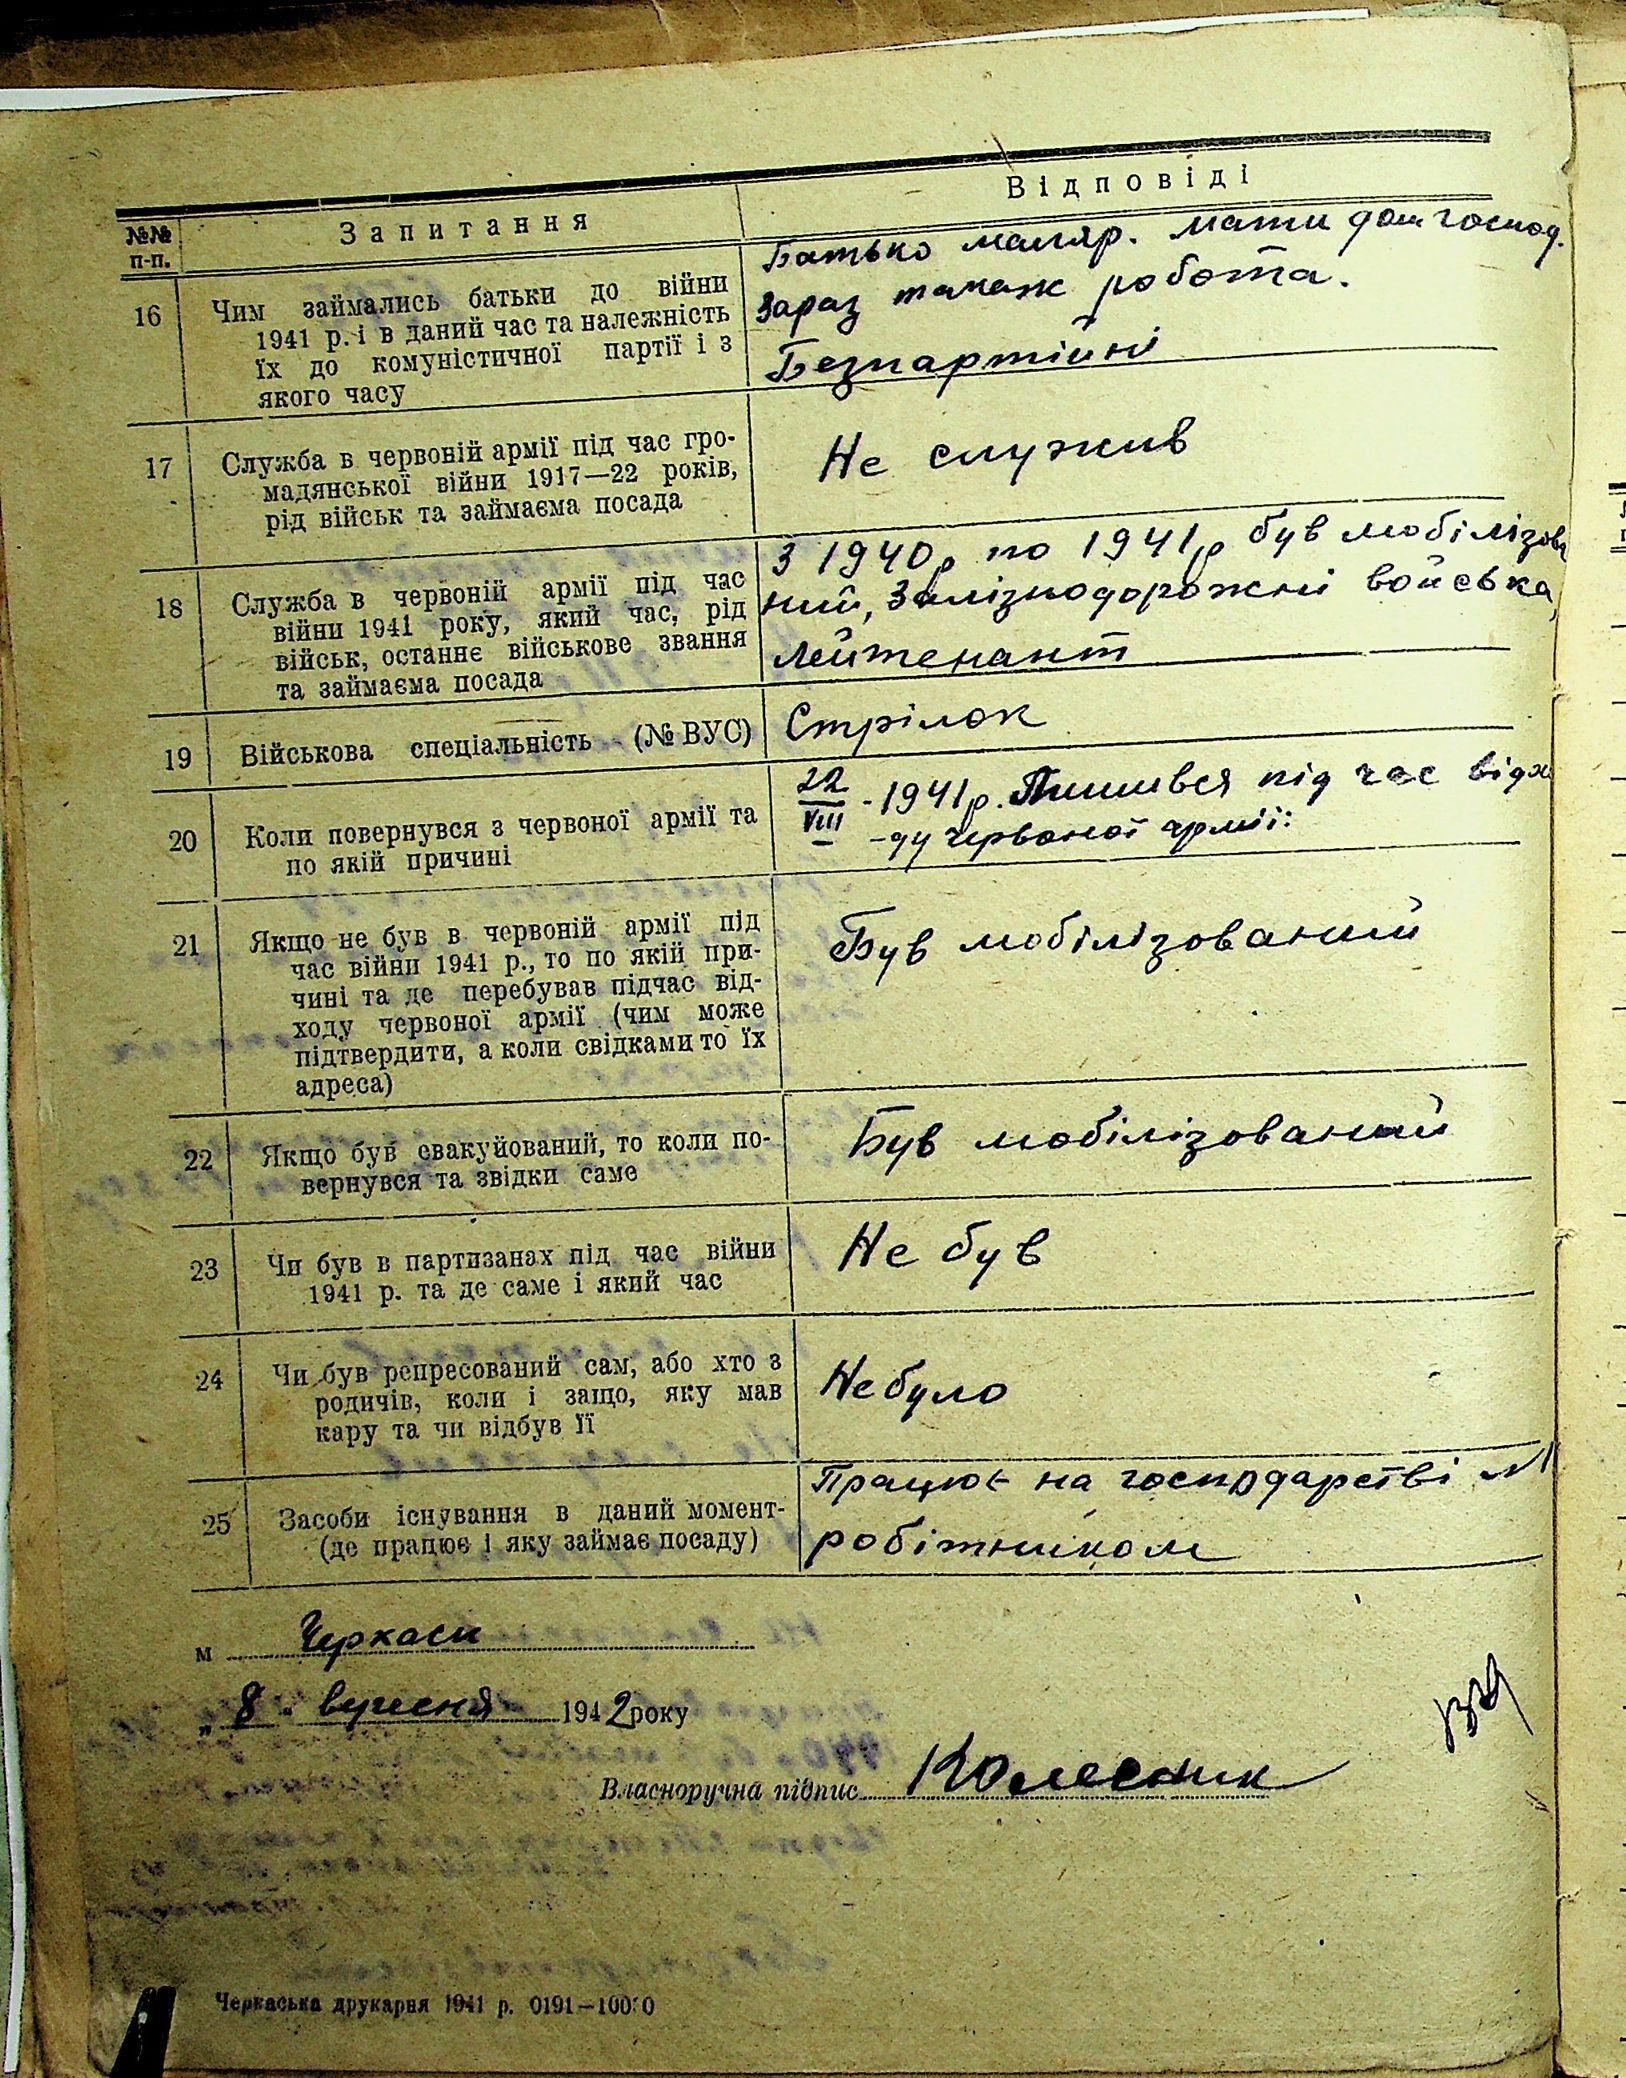 №№ п-п.
Запитання
Відповіді
16
Чим займались батьки до війни
1941 р. і в даний час та належність
їх до комуністичної партії і з
якого часу
Батько маляр. мати дом господ.
Зараз також робота.
Безпартійні
17
Служба в червоній армії під час гро-
мадянської війни 1917—22 років,
рід військ та займаєма посада
Не служив
18
Служба в червоній армії під час
війни 1941 року, який час, рід
військ, останнє військове звання
та займаєма посада
З 1940р по 1941р був мобілізова
ний, Залізнодорожні войська,
Лейтенант
19
Військова спеціальність (№ ВУС)
Стрілок
20
Коли повернувся з червоної армії та
по якій причині
22/VIII - 1941р. Лишився під час відх
-ду Червоної армії:
21
Якщо не був в червоній армії під
час війни 1941 р., то по якій при-
чині та де перебував підчас від-
ходу червоної армії (чим може
підтвердити, а коли свідками то їх
адреса)
Був мобілізований
22
Якщо був евакуйований, то коли по-
вернувся та звідки саме
Був мобілізований
23
Чи був в партизанах під час війни
1941 р. та де саме і який час
Не був
24
Чи був репресований сам, або хто з
родичів, коли і защо, яку мав
кару та чи відбув її
Не було
25
Засоби існування в даний момент-
(де працює і яку займає посаду)
Працює на господарстві №1
робітником
м Черкаси
„ 8 " вересня 1942 року
Власноручна підпис Колесник
Черкаська друкарня 1941 р. 0191—10000